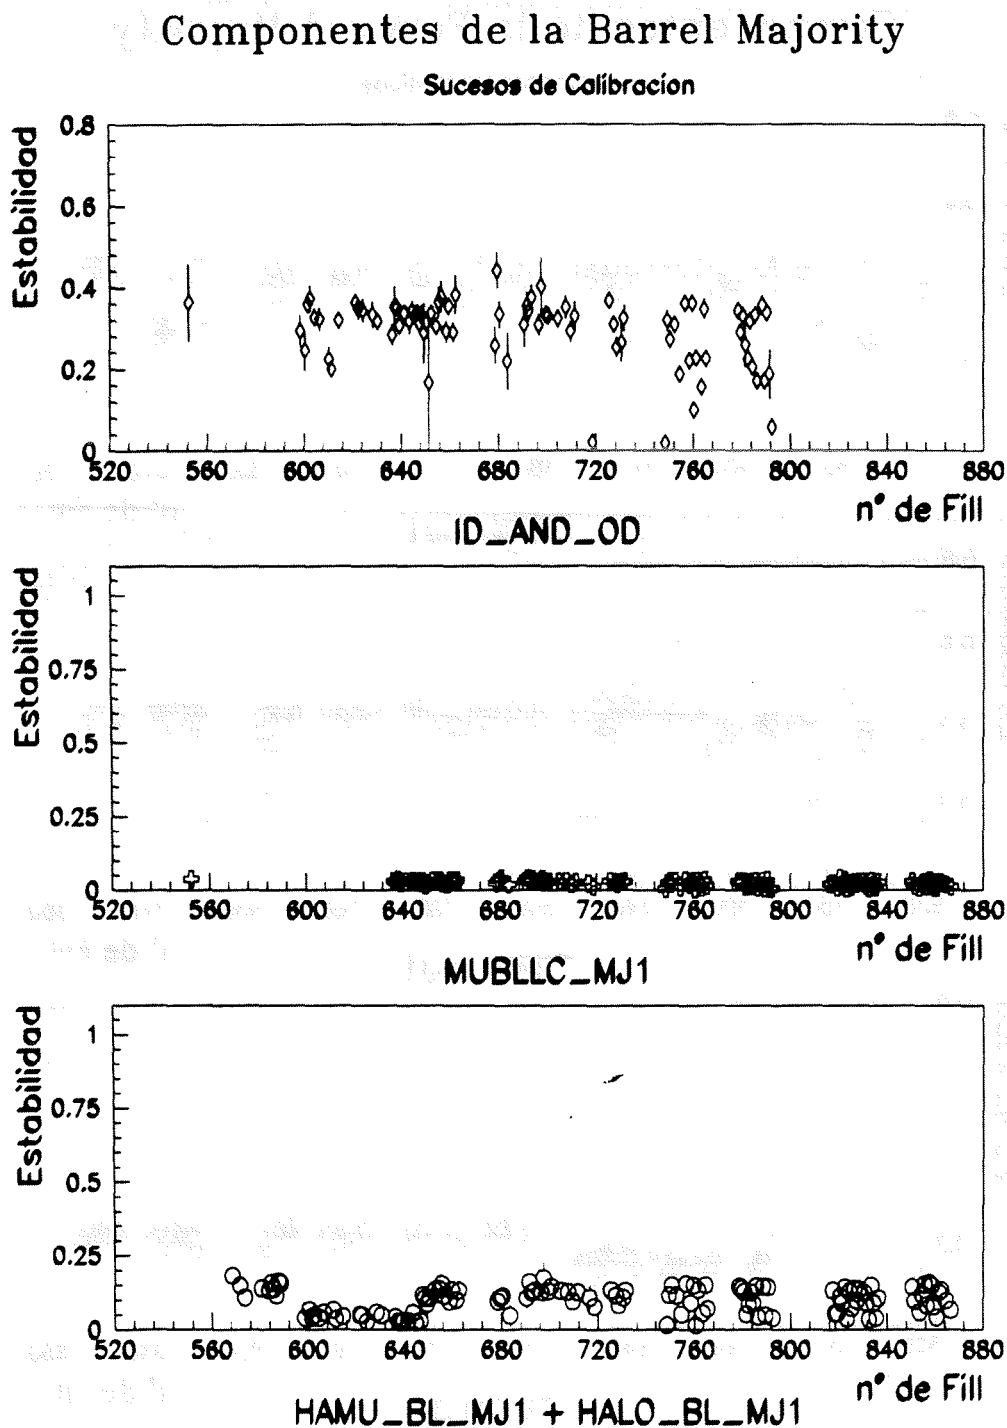 Componentes de la Barrel Majority
Sucesos de Calibracion
Estabilidad
0.8
0.6
0.4
0.2
0
520 560 600 640 680 720 760 800 840 880
nº de Fill
ID_AND_OD
Estabilidad
1
0.75
0.5
0.25
0
520 560 600 640 680 720 760 800 840 880
nº de Fill
MUBLLC_MJ1
Estabilidad
1
0.75
0.5
0.25
0
520 560 600 640 680 720 760 800 840 880
nº de Fill
HAMU_BL_MJ1 + HALO_BL_MJ1